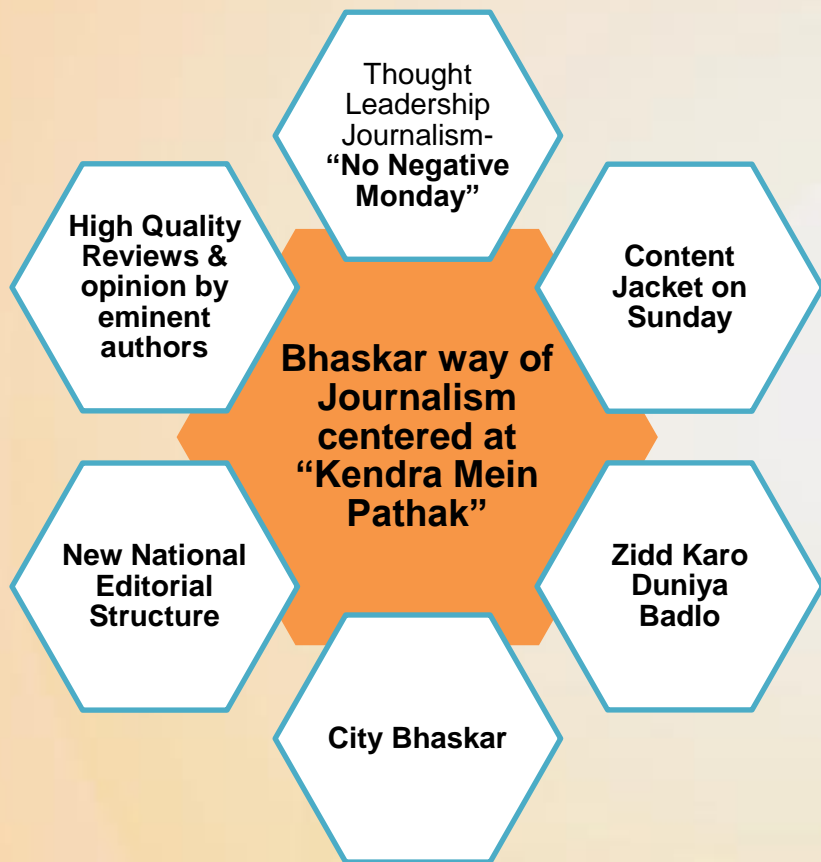 Thought
Leadership
Journalism-
“No Negative
Monday”
High Quality
Reviews &
opinion by
eminent
authors
Content
Jacket on
Sunday
Bhaskar way of
Journalism
centered at
“Kendra Mein
Pathak”
New National
Editorial
Structure
Zidd Karo
Duniya
Badlo
City Bhaskar